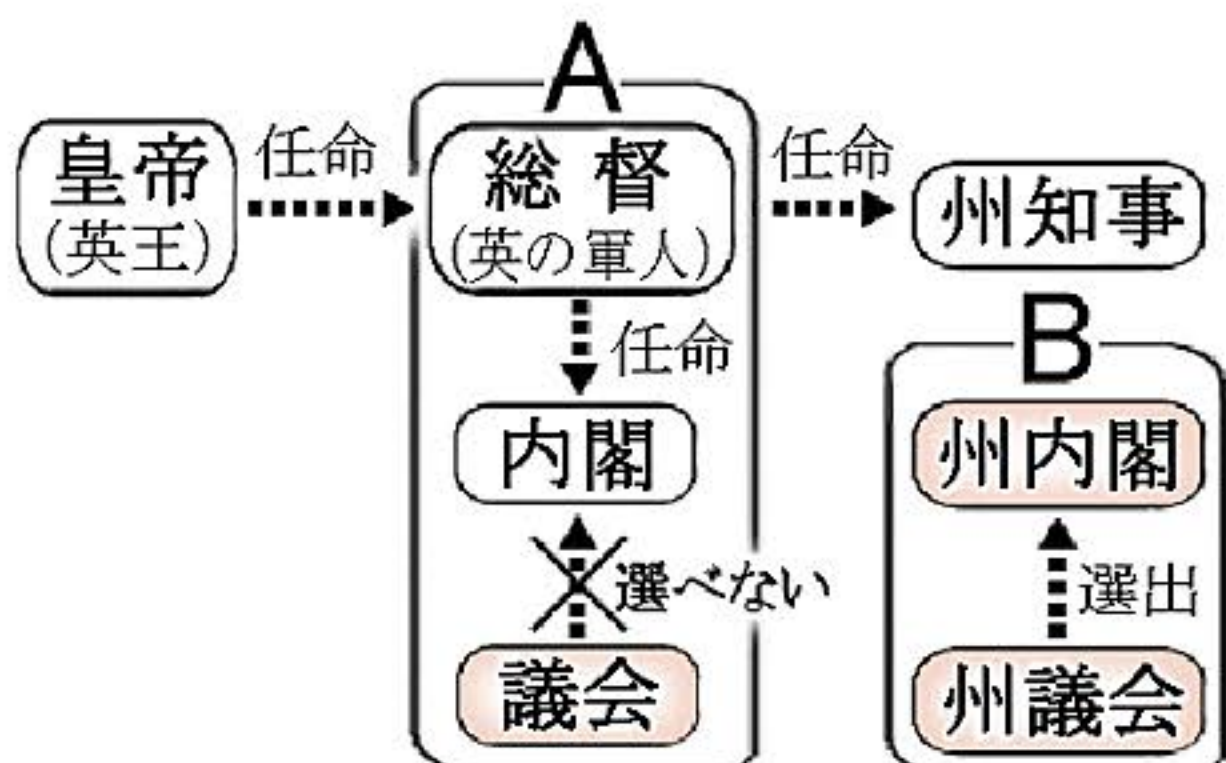 A
皇帝
(英王)
任命
総督
(英の軍人)
任命
州知事
任命
内閣
選べない
議会
B
州内閣
選出
州議会